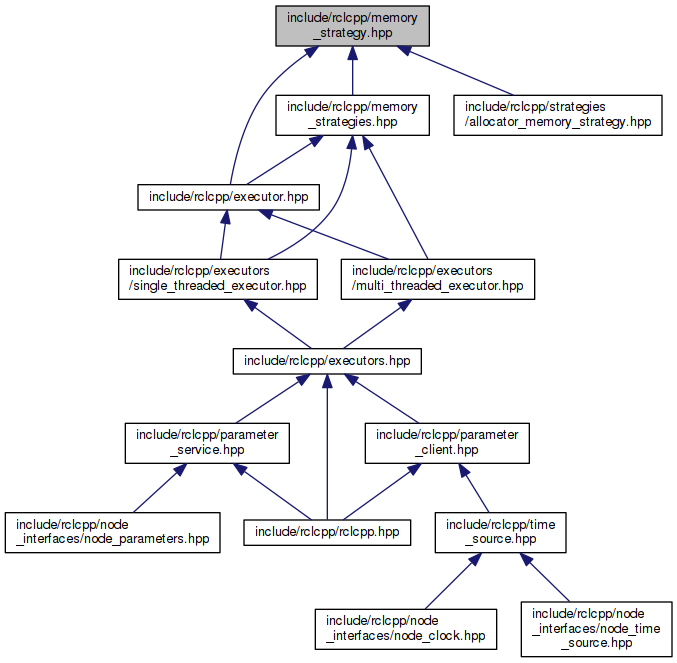 include/rclcpp/memory
_strategy.hpp
include/rclcpp/memory
_strategies.hpp
include/rclcpp/strategies
/allocator_memory_strategy.hpp
include/rclcpp/executor.hpp
include/rclcpp/executors
/single_threaded_executor.hpp
include/rclcpp/executors
/multi_threaded_executor.hpp
include/rclcpp/executors.hpp
include/rclcpp/parameter
_service.hpp
include/rclcpp/parameter
_client.hpp
include/rclcpp/node
_interfaces/node_parameters.hpp
include/rclcpp/rclcpp.hpp
include/rclcpp/time
_source.hpp
include/rclcpp/node
_interfaces/node_clock.hpp
include/rclcpp/node
_interfaces/node_time
_source.hpp